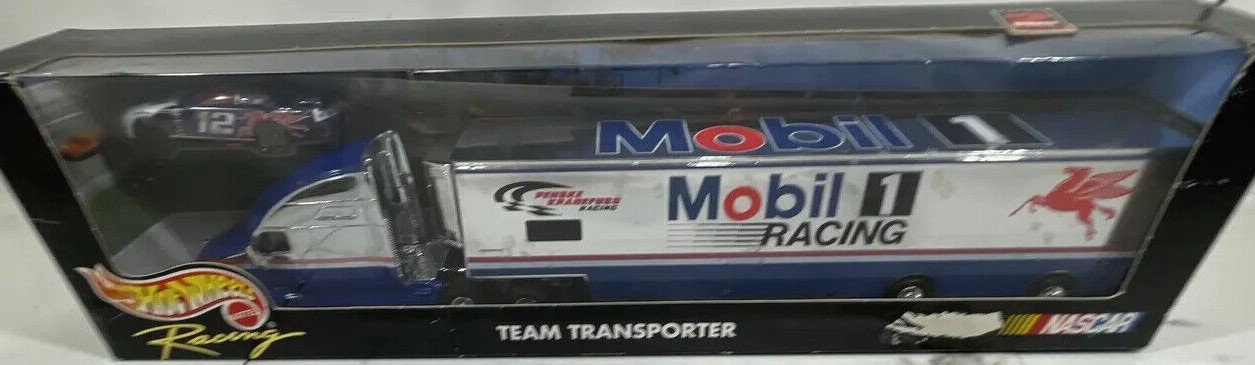 12
Mobil 1
PENSKE KRANEFUSS
RACING
Mobil 1
RACING
HOT WHEELS
Racing
TEAM TRANSPORTER
NASCAR